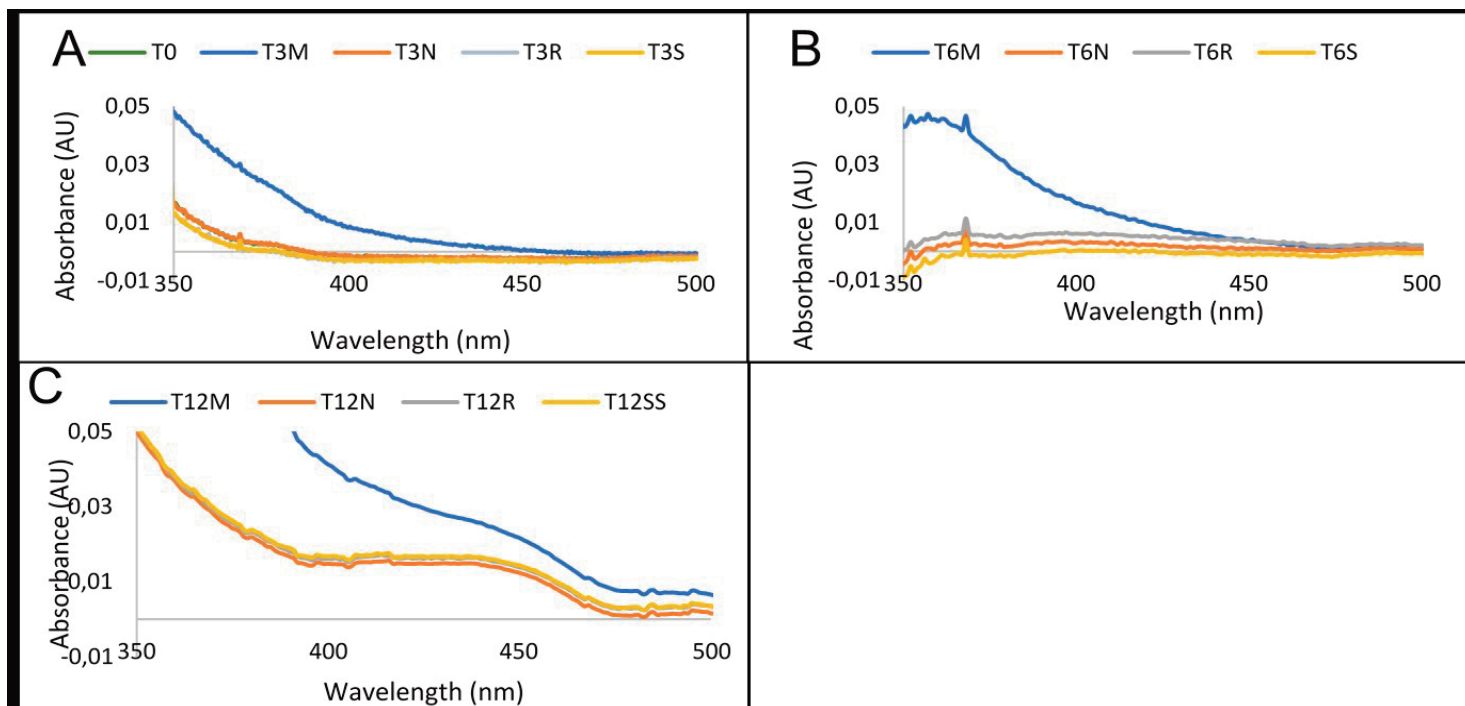 A
T0 T3M T3N T3R T3S
0,05
0,03
0,01
-0,01
350 400 450 500
Absorbance (AU)
Wavelength (nm)
B
T6M T6N T6R T6S
0,05
0,03
0,01
-0,01
350 400 450 500
Absorbance (AU)
Wavelength (nm)
C
T12M T12N T12R T12SS
0,05
0,03
0,01
-0,01
350 400 450 500
Absorbance (AU)
Wavelength (nm)